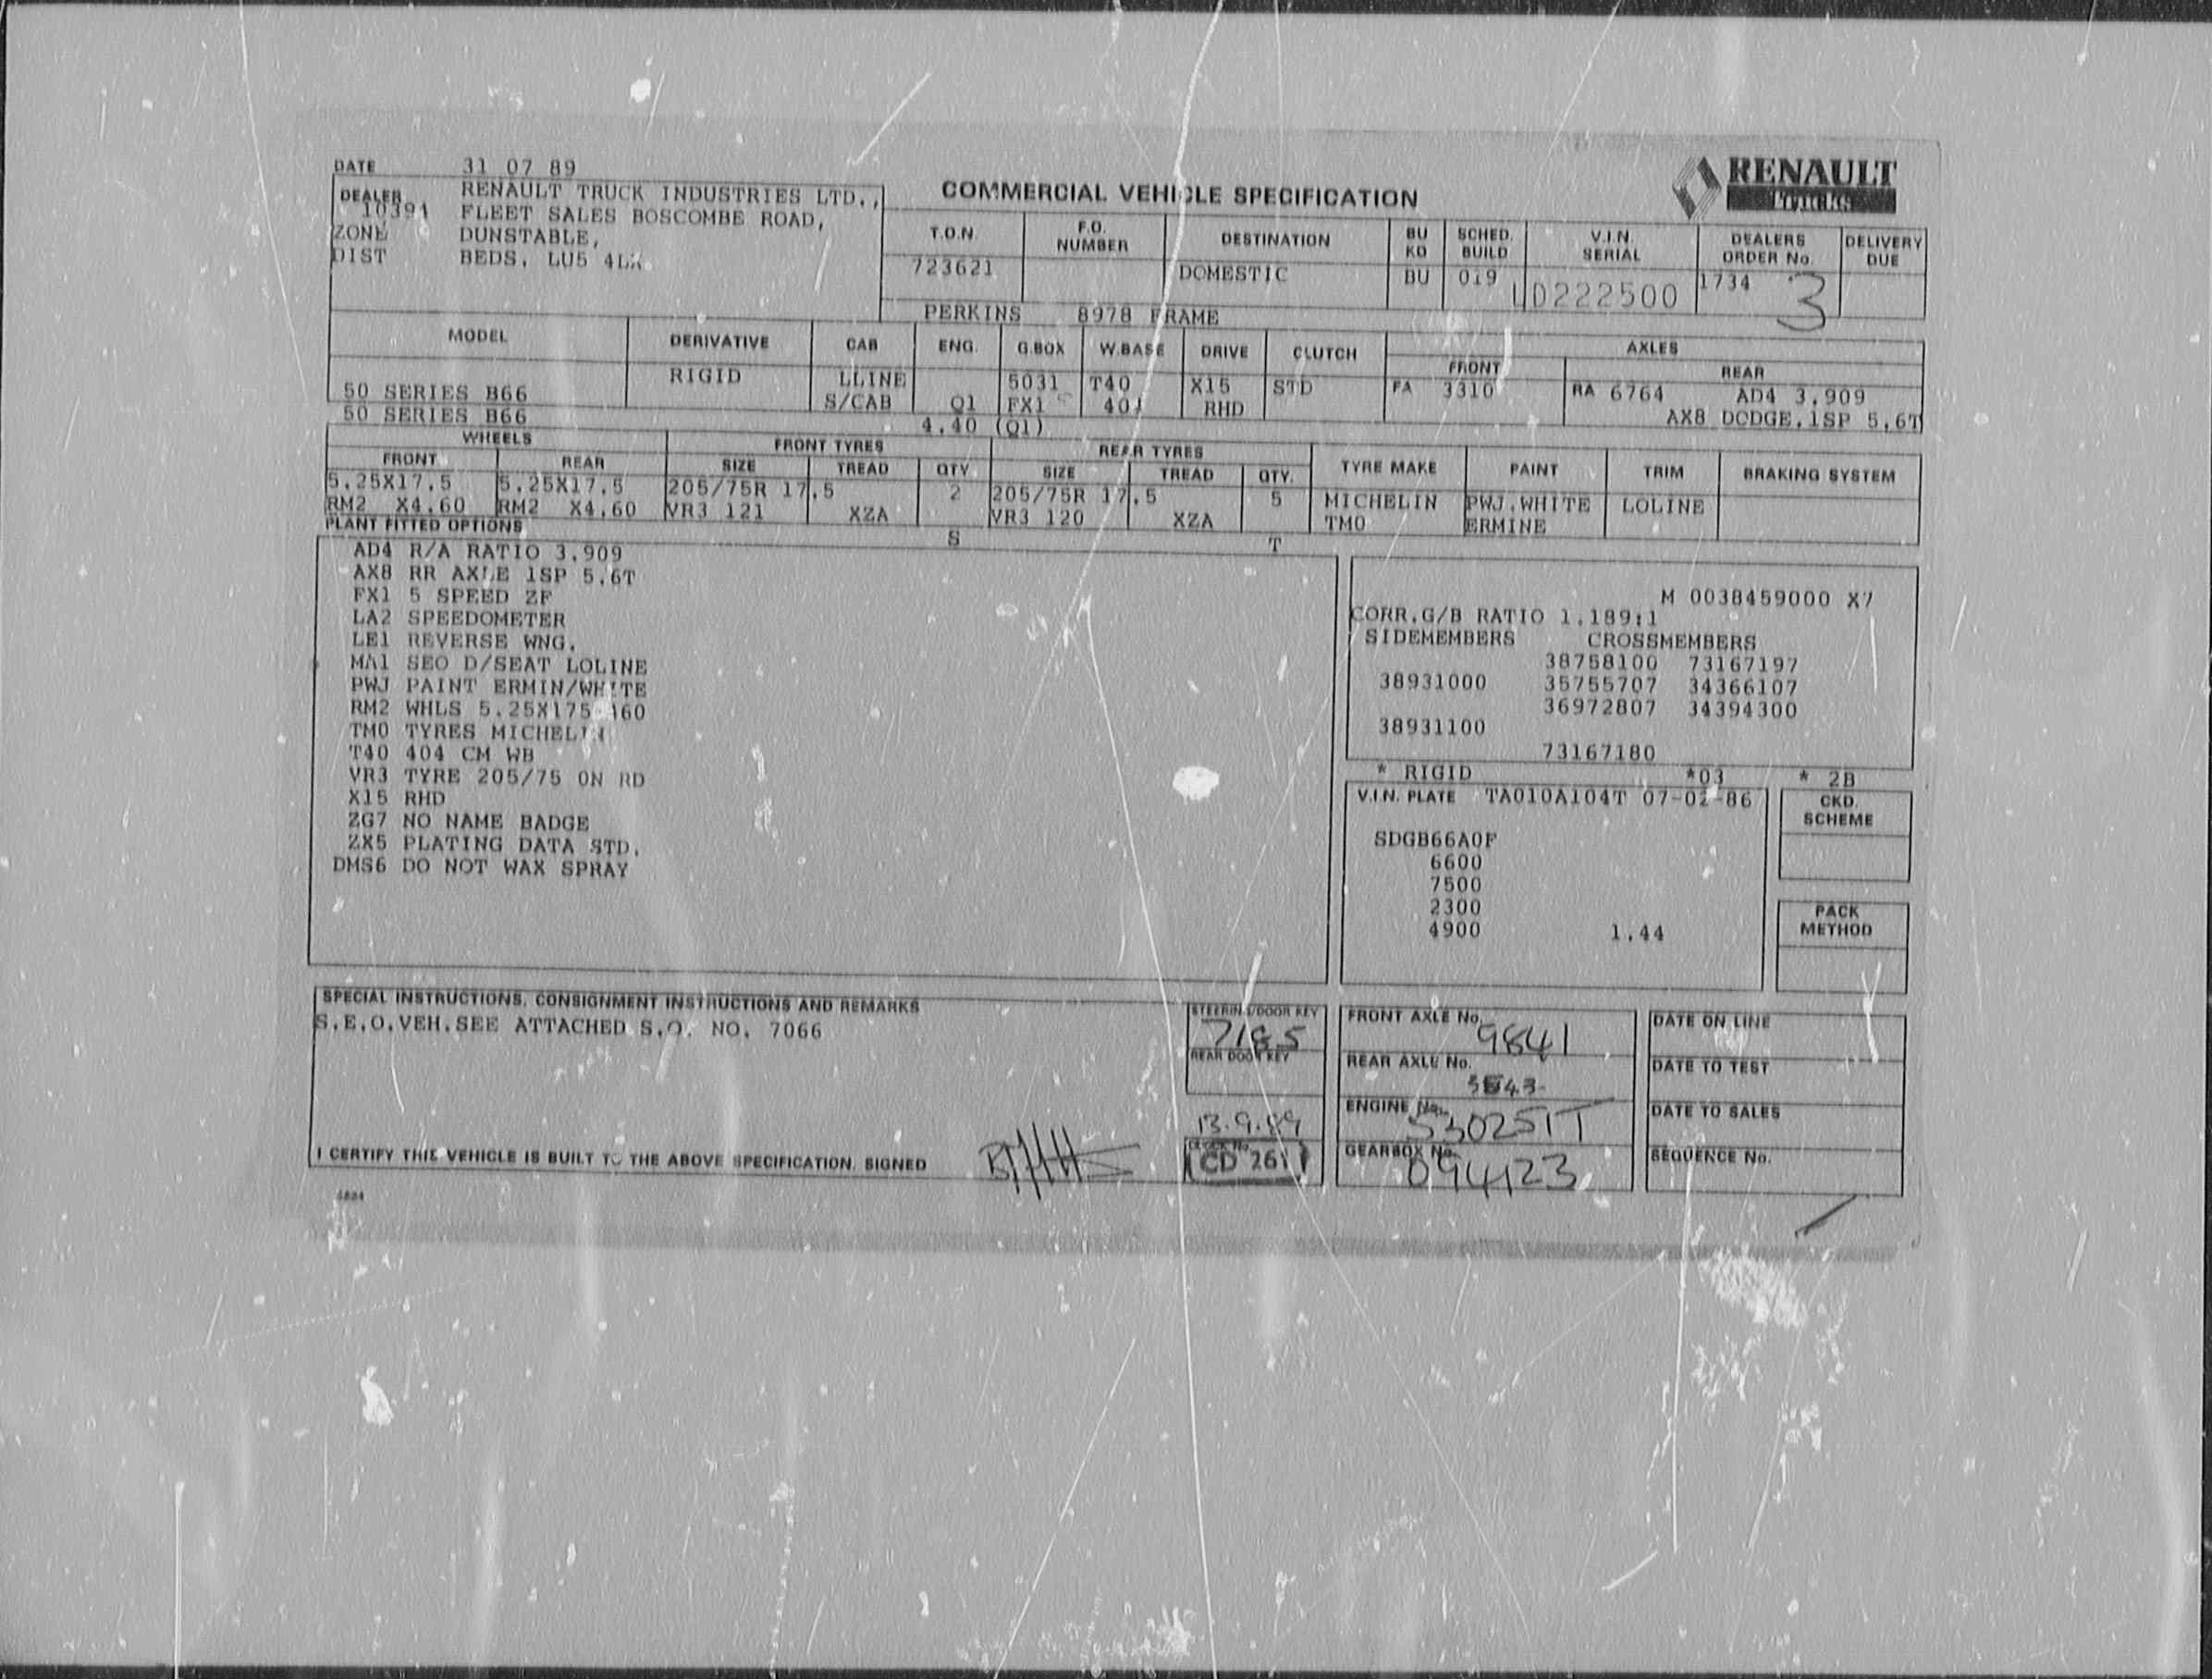 DATE 31 07 89
RENAULT
Trucks
DEALER RENAULT TRUCK INDUSTRIES LTD.,
10391 FLEET SALES BOSCOMBE ROAD,
ZONE DUNSTABLE,
DIST BEDS. LU5
COMMERCIAL VEHICLE SPECIFICATION
T.O.N. F.O. NUMBER DESTINATION BU KD SCHED. BUILD V.I.N. SERIAL DEALERS ORDER No. DELIVERY DUE
723621 DOMESTIC BU 019 LD222500 1734 3
PERKINS 8978 FRAME
MODEL DERIVATIVE CAB ENG. G.BOX W.BASE DRIVE CLUTCH AXLES
FRONT REAR
RIGID LLINE 5031 T40 X15 STD FA 3310 RA 6764 AD4 3.909
50 SERIES B66 S/CAB Q1 FX1 404 RHD
50 SERIES B66 4.40 (Q1) AX8 DODGE.1SP 5.6T
WHEELS FRONT TYRES REAR TYRES
FRONT REAR SIZE TREAD QTY. SIZE TREAD QTY. TYRE MAKE PAINT TRIM BRAKING SYSTEM
5.25X17.5 5.25X17.5 205/75R 17.5 2 205/75R 17.5 5 MICHELIN PWJ.WHITE LOLINE
RM2 X4.60 RM2 X4.60 VR3 121 XZA VR3 120 XZA TM0 ERMINE
PLANT FITTED OPTIONS S T
AD4 R/A RATIO 3.909
AX8 RR AXLE 1SP 5.6T
FX1 5 SPEED ZF
LA2 SPEEDOMETER
LE1 REVERSE WNG.
MA1 SEO D/SEAT LOLINE
PWJ PAINT ERMIN/WHITE
RM2 WHLS 5.25X175 460
TM0 TYRES MICHELIN
T40 404 CM WB
VR3 TYRE 205/75 ON RD
X15 RHD
ZG7 NO NAME BADGE
ZX5 PLATING DATA STD.
DMS6 DO NOT WAX SPRAY
M 0038459000 X7
CORR.G/B RATIO 1.189:1
SIDEMEMBERS CROSSMEMBERS
38758100 73167197
38931000 35755707 34366107
36972807 34394300
38931100
73167180
* RIGID *03 * 2B
V.I.N. PLATE TA010A104T 07-02-86
CKD. SCHEME
SDGB66A0F
6600
7500
2300
4900 1.44
PACK METHOD
SPECIAL INSTRUCTIONS, CONSIGNMENT INSTRUCTIONS AND REMARKS
S.E.O.VEH.SEE ATTACHED S.O. NO. 7066
STEERING/DOOR KEY
7185
REAR DOOR KEY
13.9.89
CD 261
FRONT AXLE No. 9841
REAR AXLE No.
ENGINE No. 530251T
GEARBOX No. 094123
DATE ON LINE
DATE TO TEST
DATE TO SALES
SEQUENCE No.
I CERTIFY THIS VEHICLE IS BUILT TO THE ABOVE SPECIFICATION. SIGNED